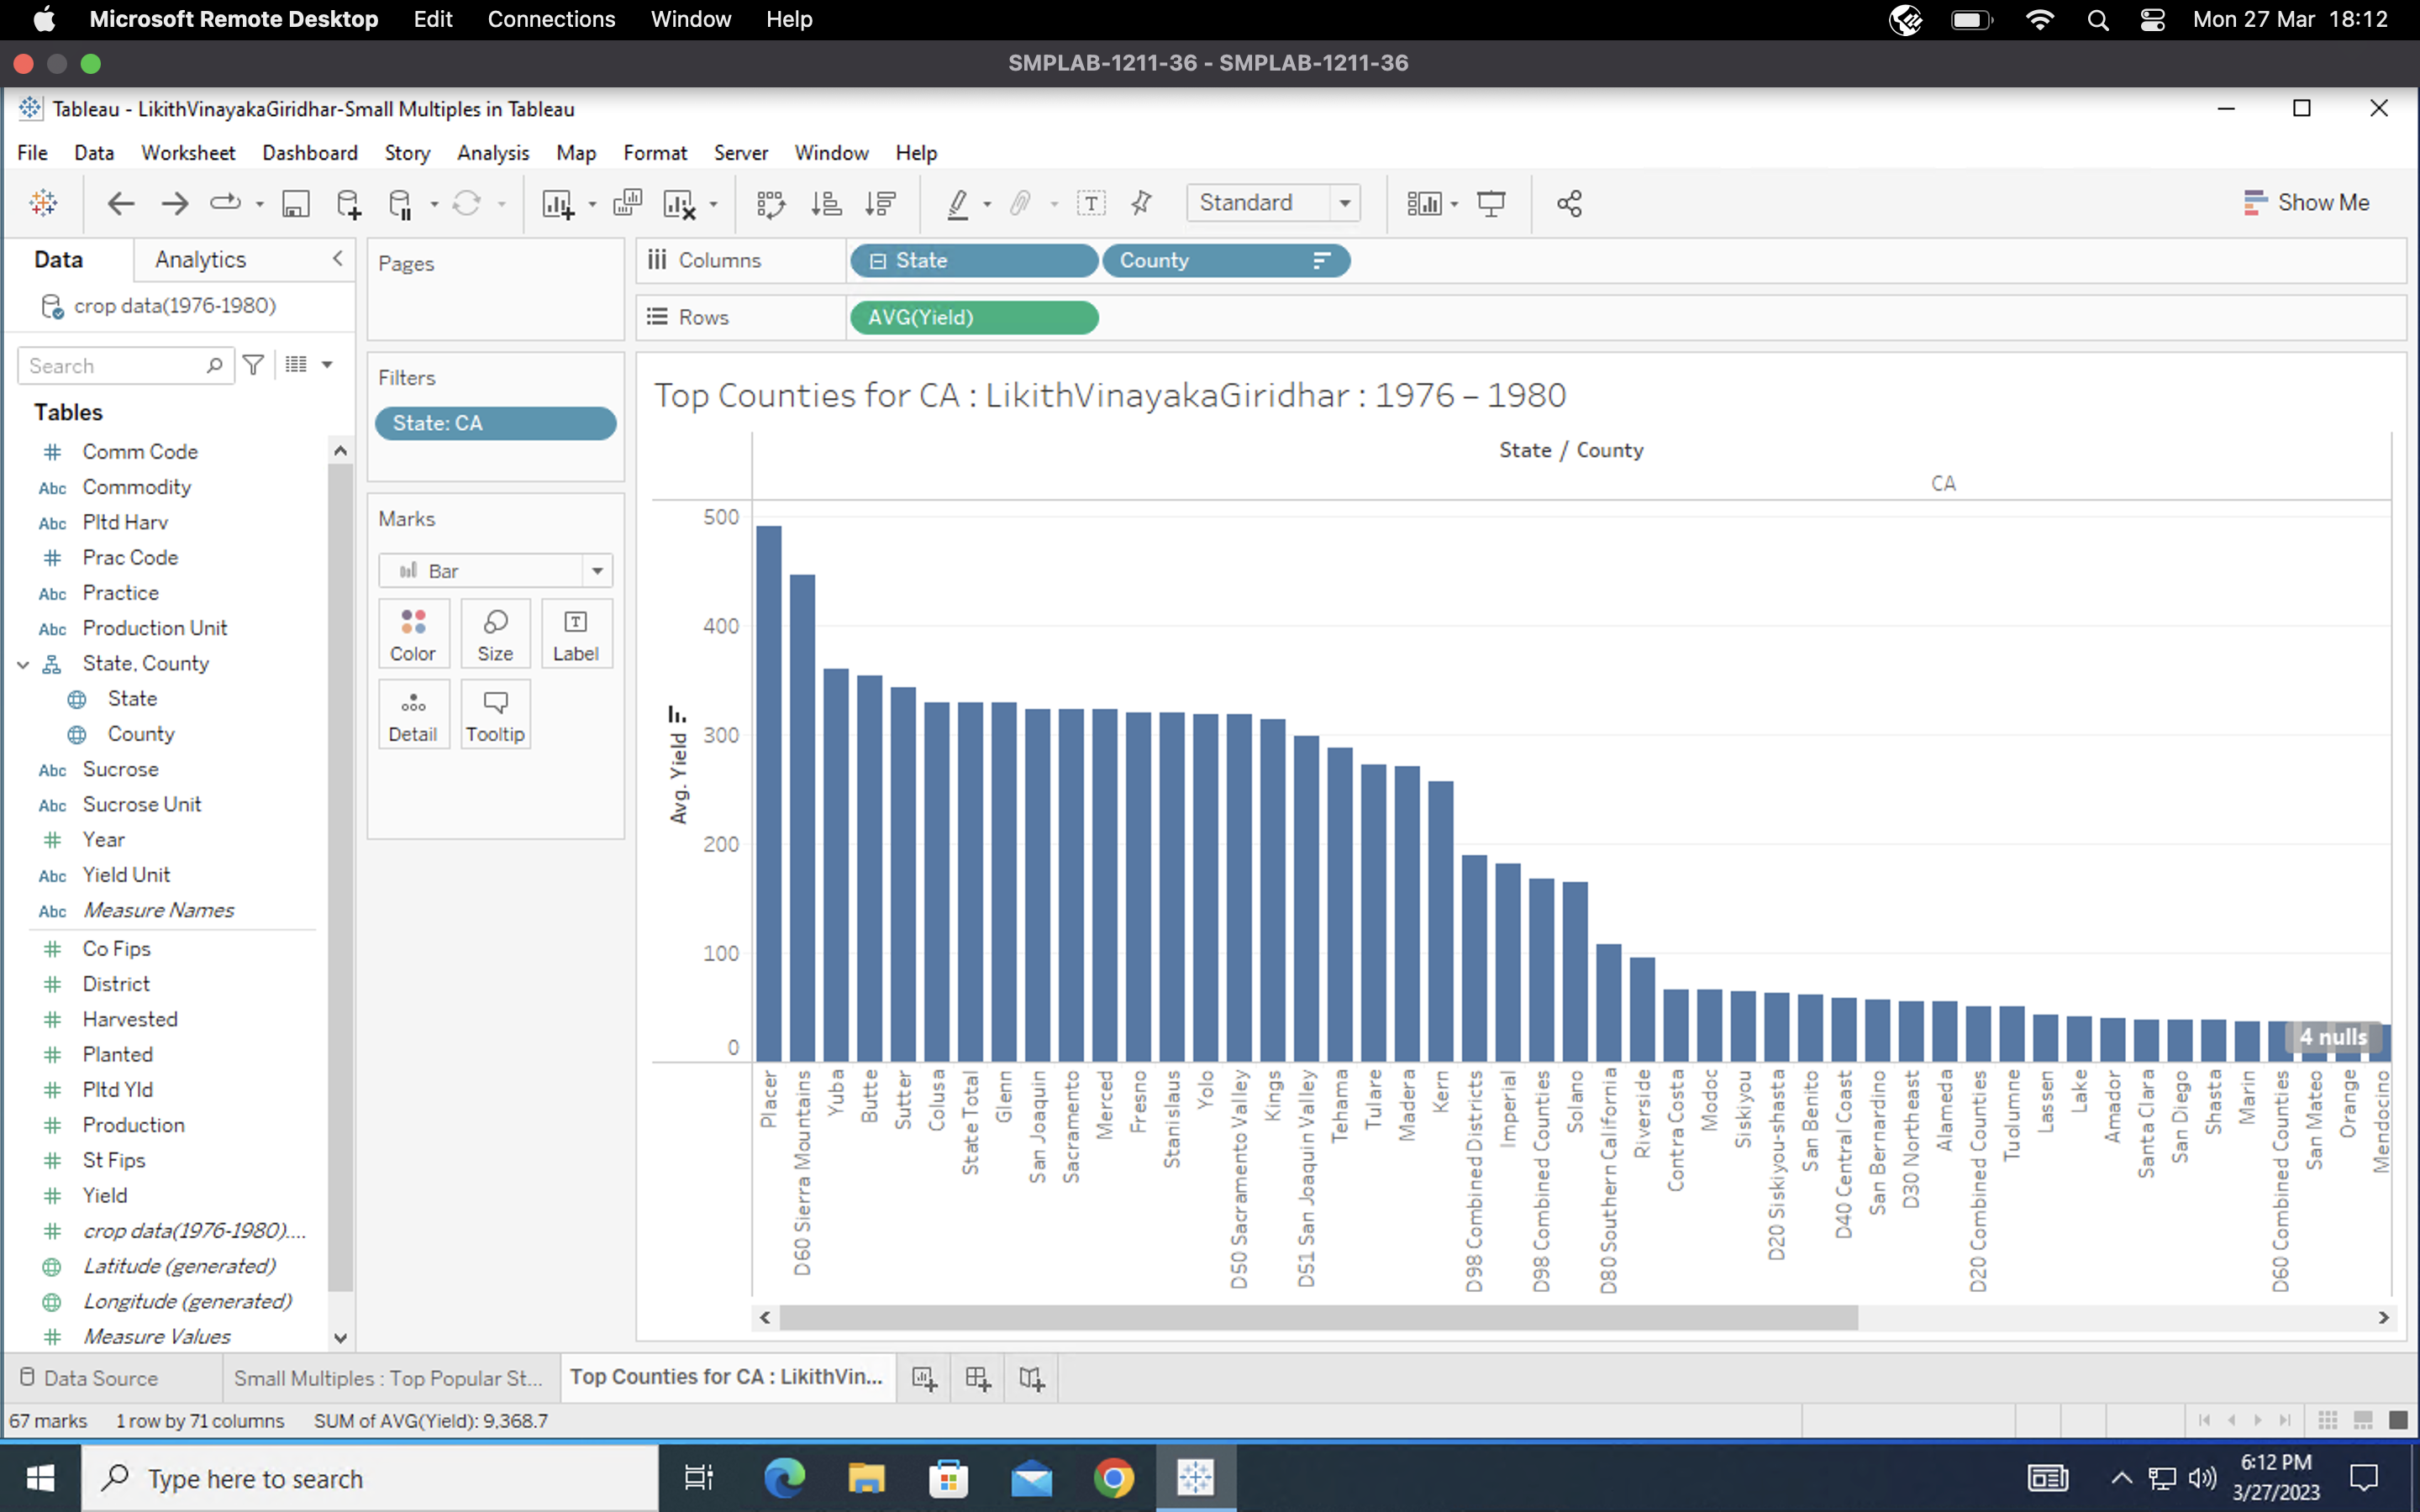 Microsoft Remote Desktop Edit Connections Window Help Mon 27 Mar 18:12
SMPLAB-1211-36 - SMPLAB-1211-36
Tableau - LikithVinayakaGiridhar-Small Multiples in Tableau
File Data Worksheet Dashboard Story Analysis Map Format Server Window Help
Standard Show Me
Data Analytics
crop data(1976-1980)
Search
Tables
# Comm Code
Abc Commodity
Abc Pltd Harv
# Prac Code
Abc Practice
Abc Production Unit
State, County
State
County
Abc Sucrose
Abc Sucrose Unit
# Year
Abc Yield Unit
Abc Measure Names
# Co Fips
# District
# Harvested
# Planted
# Pltd Yld
# Production
# St Fips
# Yield
# crop data(1976-1980)....
Latitude (generated)
Longitude (generated)
# Measure Values
Pages
Filters
State: CA
Marks
Bar
Color Size Label
Detail Tooltip
Columns State County
Rows AVG(Yield)
Top Counties for CA : LikithVinayakaGiridhar : 1976 – 1980
State / County
CA
500
400
300
200
100
0
Avg. Yield
4 nulls
Placer
D60 Sierra Mountains
Yuba
Butte
Sutter
Colusa
State Total
Glenn
San Joaquin
Sacramento
Merced
Fresno
Stanislaus
Yolo
D50 Sacramento Valley
Kings
D51 San Joaquin Valley
Tehama
Tulare
Madera
Kern
D98 Combined Districts
Imperial
D98 Combined Counties
Solano
D80 Southern California
Riverside
Contra Costa
Modoc
Siskiyou
D20 Siskiyou-shasta
San Benito
D40 Central Coast
San Bernardino
D30 Northeast
Alameda
D20 Combined Counties
Tuolumne
Lassen
Lake
Amador
Santa Clara
San Diego
Shasta
Marin
D60 Combined Counties
San Mateo
Orange
Mendocino
Data Source Small Multiples : Top Popular St... Top Counties for CA : LikithVin...
67 marks 1 row by 71 columns SUM of AVG(Yield): 9,368.7
Type here to search
6:12 PM
3/27/2023